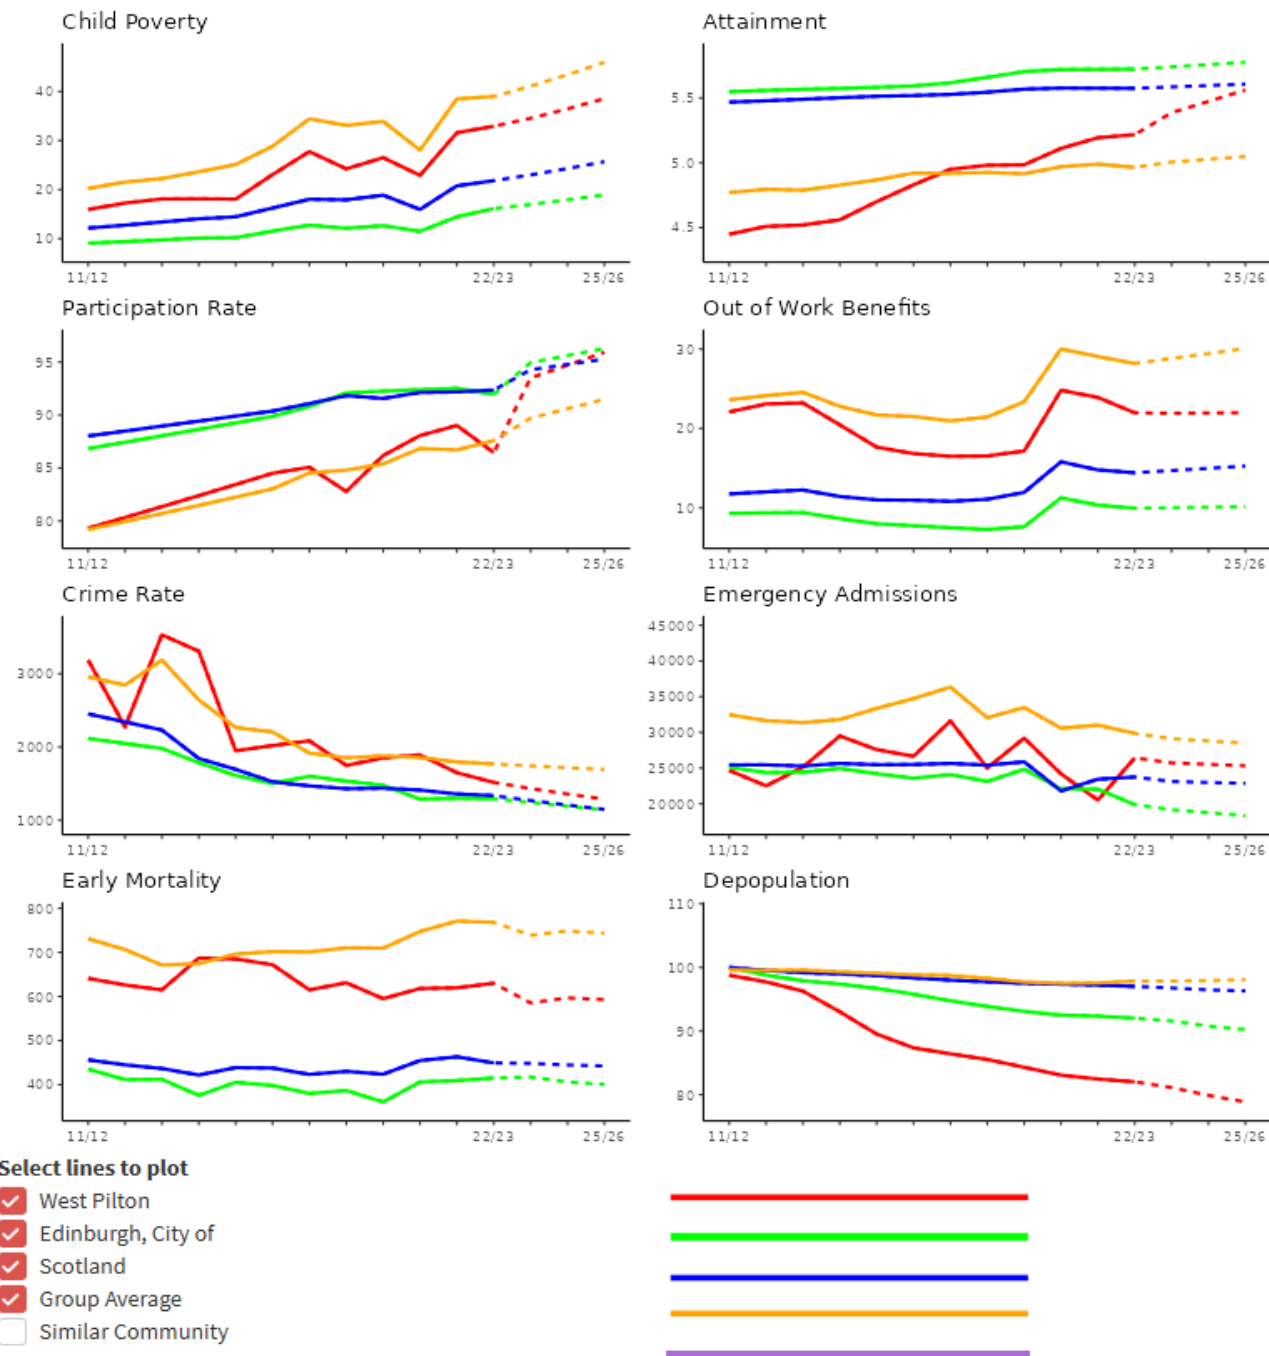 Child Poverty
40
30
20
10
11/12 22/23 25/26
Attainment
5.5
5.0
4.5
11/12 22/23 25/26
Participation Rate
95
90
85
80
11/12 22/23 25/26
Out of Work Benefits
30
20
10
11/12 22/23 25/26
Crime Rate
3000
2000
1000
11/12 22/23 25/26
Emergency Admissions
45000
40000
35000
30000
25000
20000
11/12 22/23 25/26
Early Mortality
800
700
600
500
400
11/12 22/23 25/26
Depopulation
110
100
90
80
11/12 22/23 25/26
Select lines to plot
West Pilton
Edinburgh, City of
Scotland
Group Average
Similar Community